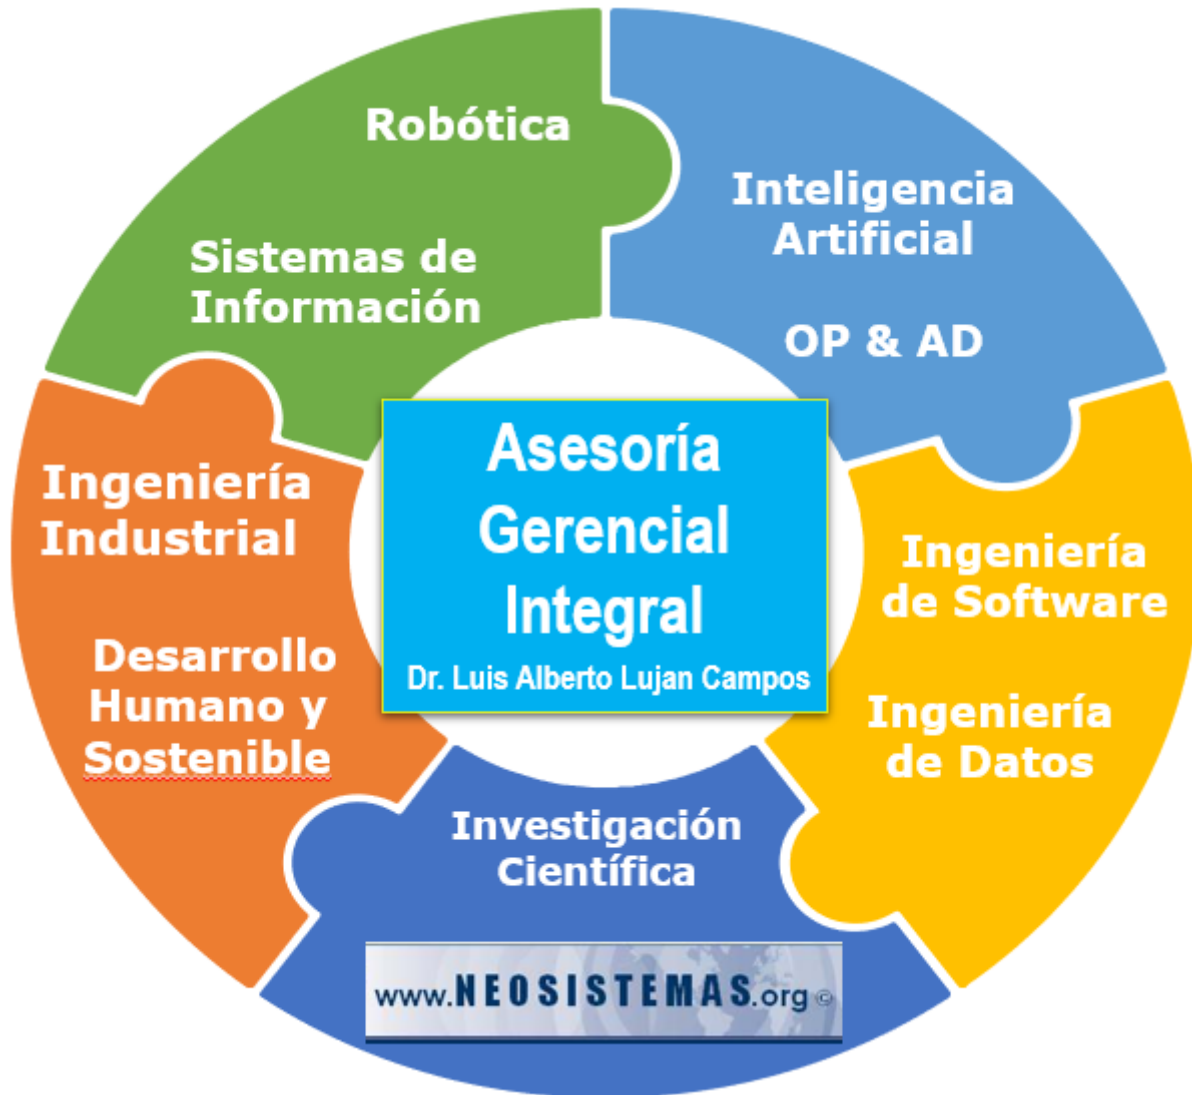 Robótica
Sistemas de
Información
Inteligencia
Artificial
OP & AD
Ingeniería
Industrial
Desarrollo
Humano y
Sostenible
Asesoría
Gerencial
Integral
Dr. Luis Alberto Lujan Campos
Ingeniería
de Software
Ingeniería
de Datos
Investigación
Científica
www.NEOSISTEMAS.org ©